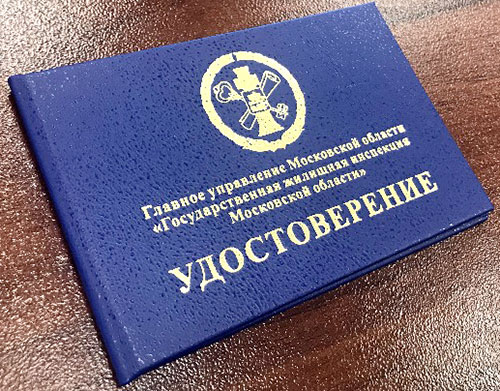 Главное управление Московской области
«Государственная жилищная инспекция
Московской области»
УДОСТОВЕРЕНИЕ